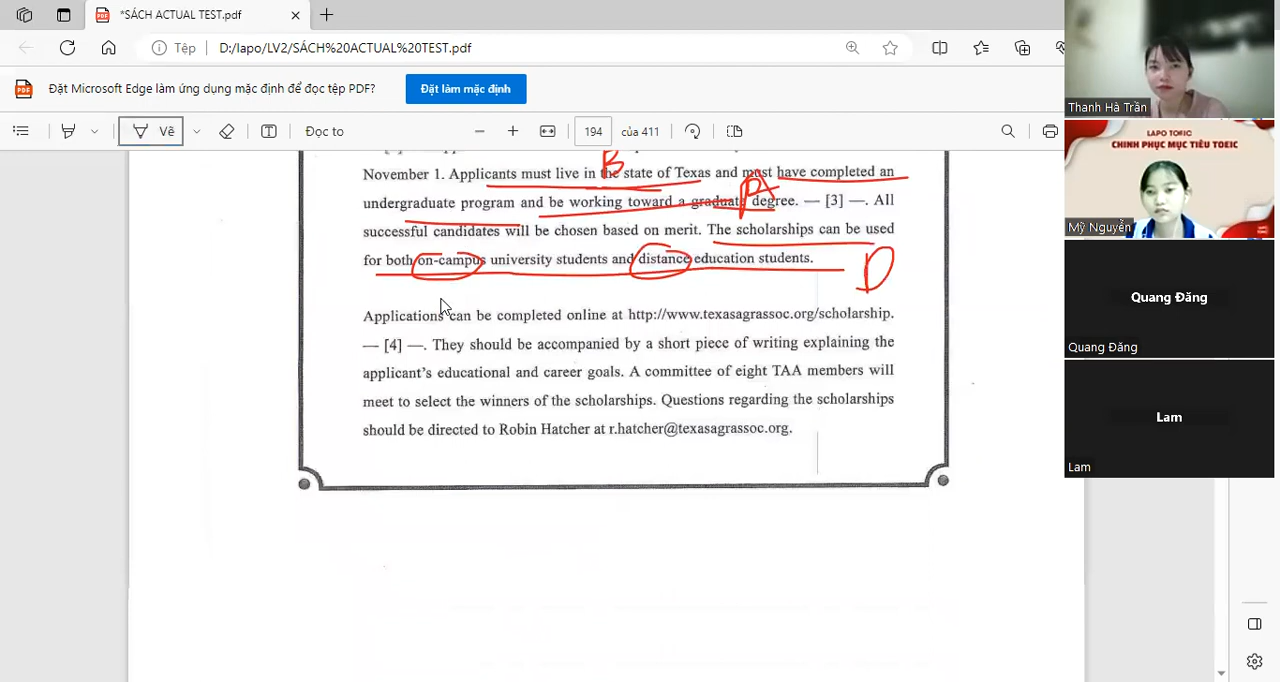 *SÁCH ACTUAL TEST.pdf
Tệp
D:/lapo/LV2/SÁCH%20ACTUAL%20TEST.pdf
Đặt Microsoft Edge làm ứng dụng mặc định để đọc tệp PDF?
Đặt làm mặc định
Vẽ
Đọc to
194
của 411
B
November 1. Applicants must live in the state of Texas and must have completed an
A
undergraduate program and be working toward a graduate degree. — [3] —. All
successful candidates will be chosen based on merit. The scholarships can be used
for both on-campus university students and distance education students.
D
Applications can be completed online at http://www.texasagrassoc.org/scholarship.
— [4] —. They should be accompanied by a short piece of writing explaining the
applicant's educational and career goals. A committee of eight TAA members will
meet to select the winners of the scholarships. Questions regarding the scholarships
should be directed to Robin Hatcher at r.hatcher@texasagrassoc.org.
Thanh Hà Trần
LAPO TOEIC
CHINH PHỤC MỤC TIÊU TOEIC
Mỹ Nguyễn
Quang Đăng
Quang Đăng
Lam
Lam